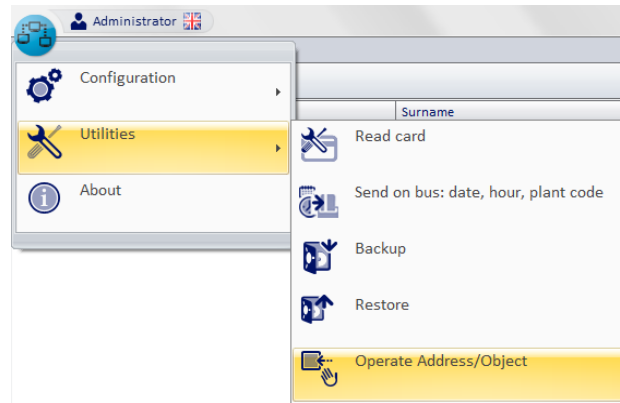 Administrator
Configuration
Surname
Utilities
Read card
About
Send on bus: date, hour, plant code
Backup
Restore
Operate Address/Object